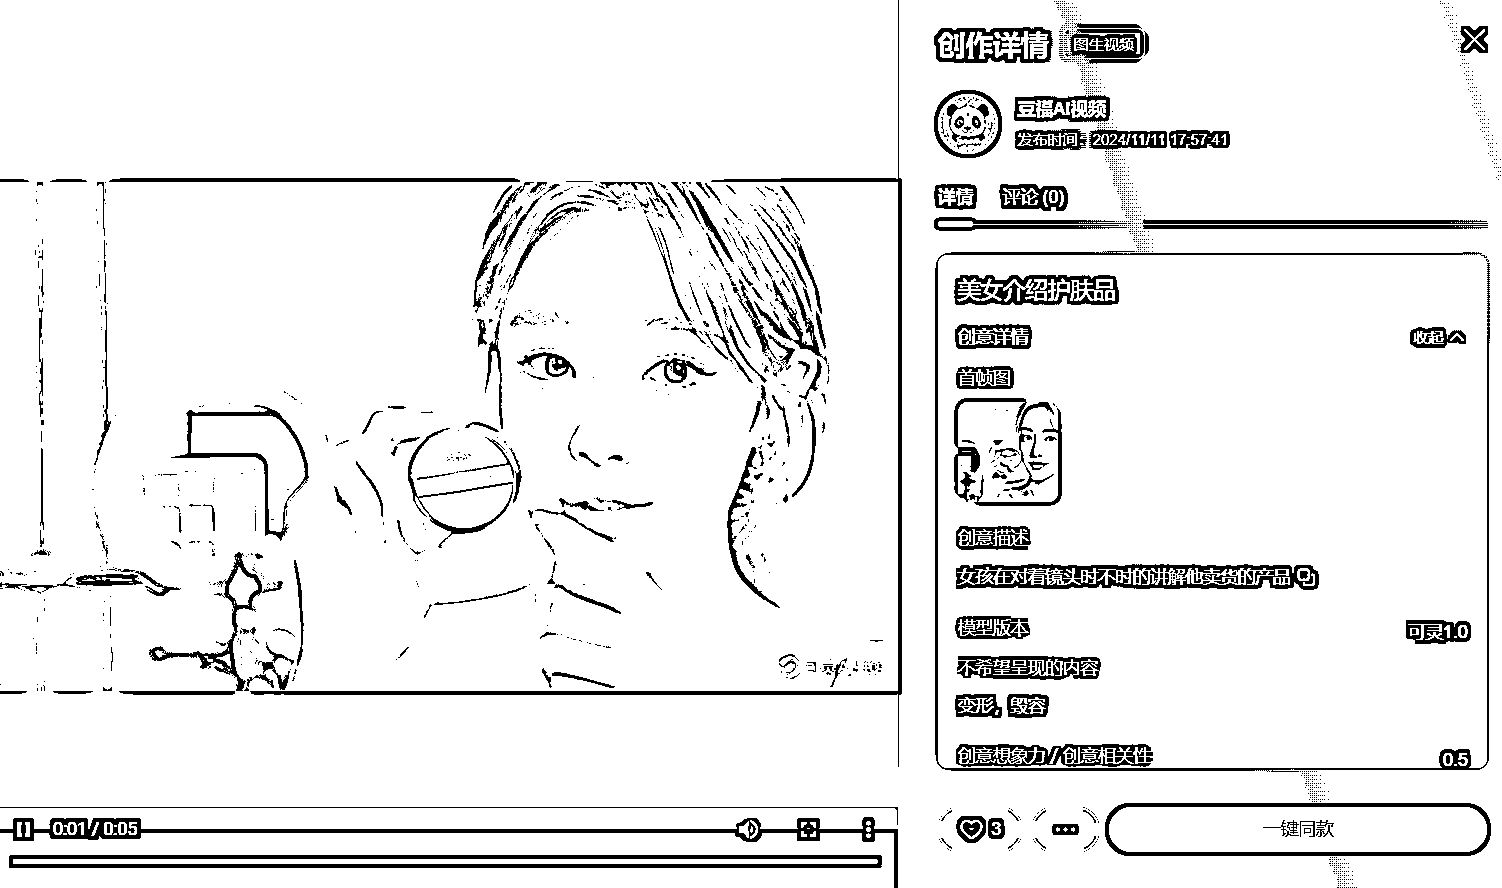 创作详情
图生视频
豆禧AI视频
发布时间：2024/11/11 17:57:41
详情 评论 (0)
美女介绍护肤品
创意详情
收起
首帧图
创意描述
女孩在对着镜头时不时的讲解他卖货的产品
模型版本
可灵1.0
不希望呈现的内容
变形，毁容
创意想象力 / 创意相关性
0.5
0:01 / 0:05
3
一键同款